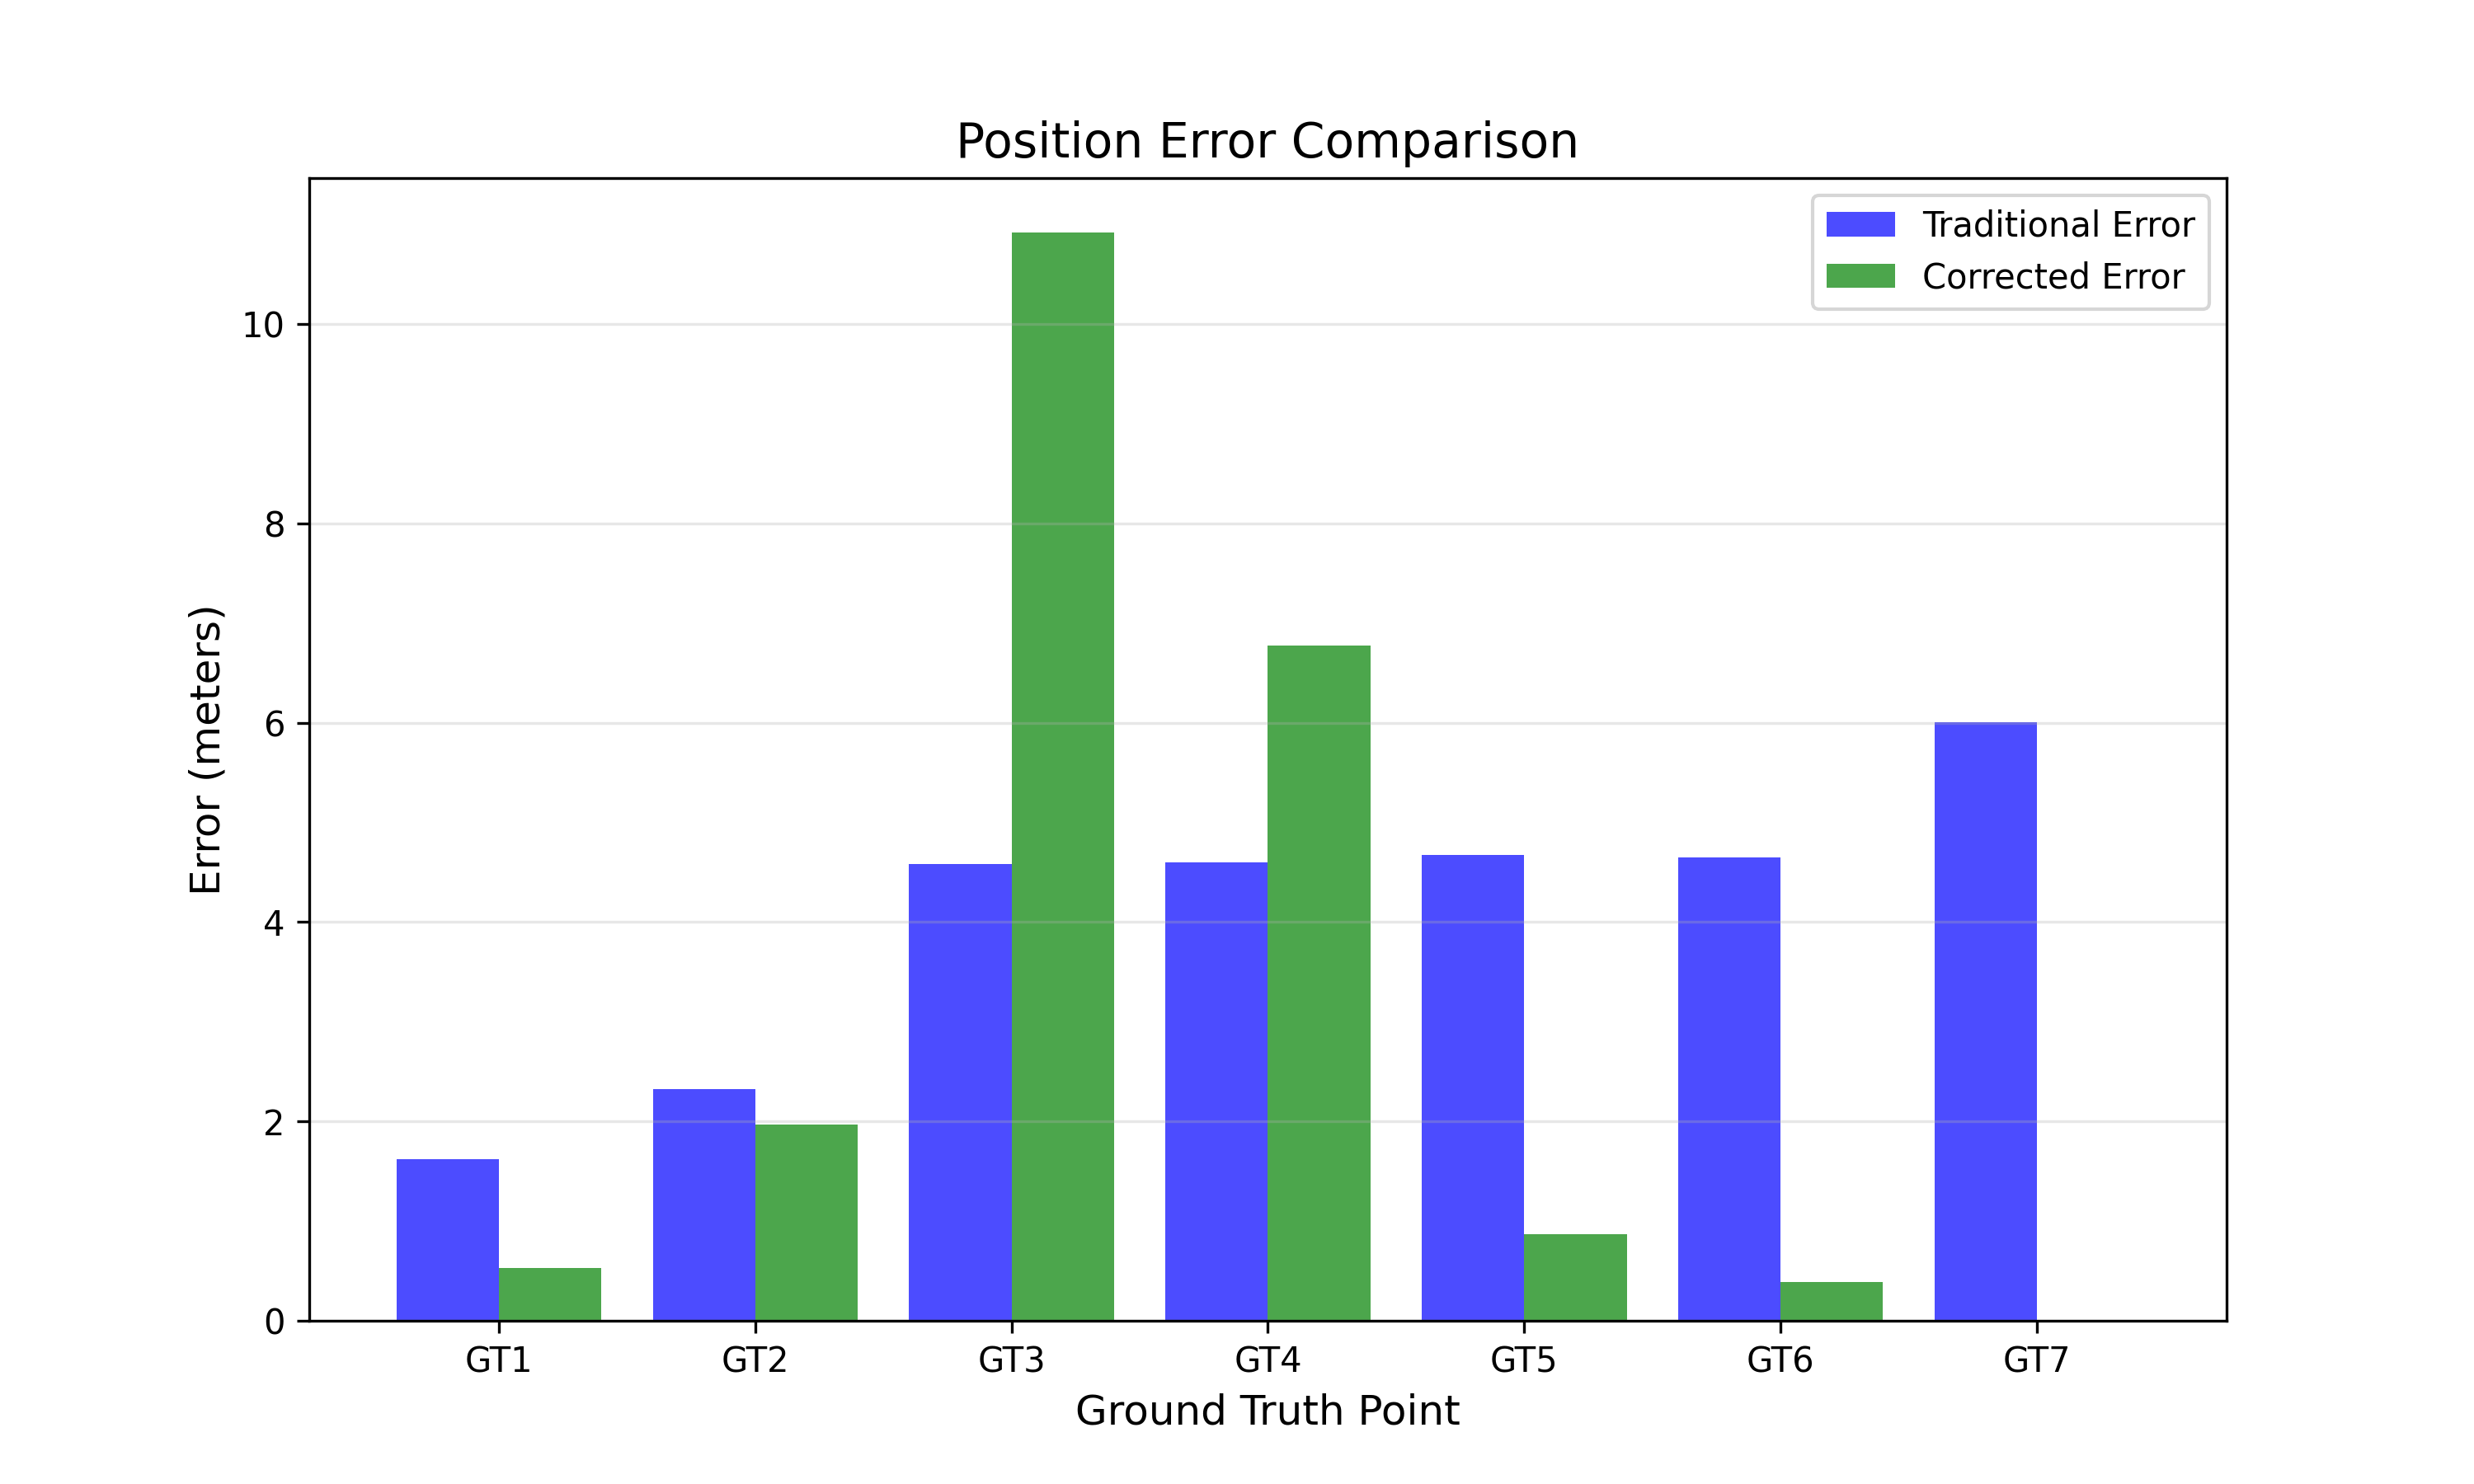 Position Error Comparison
Traditional Error
Corrected Error
Error (meters)
10
8
6
4
2
0
GT1 GT2 GT3 GT4 GT5 GT6 GT7
Ground Truth Point